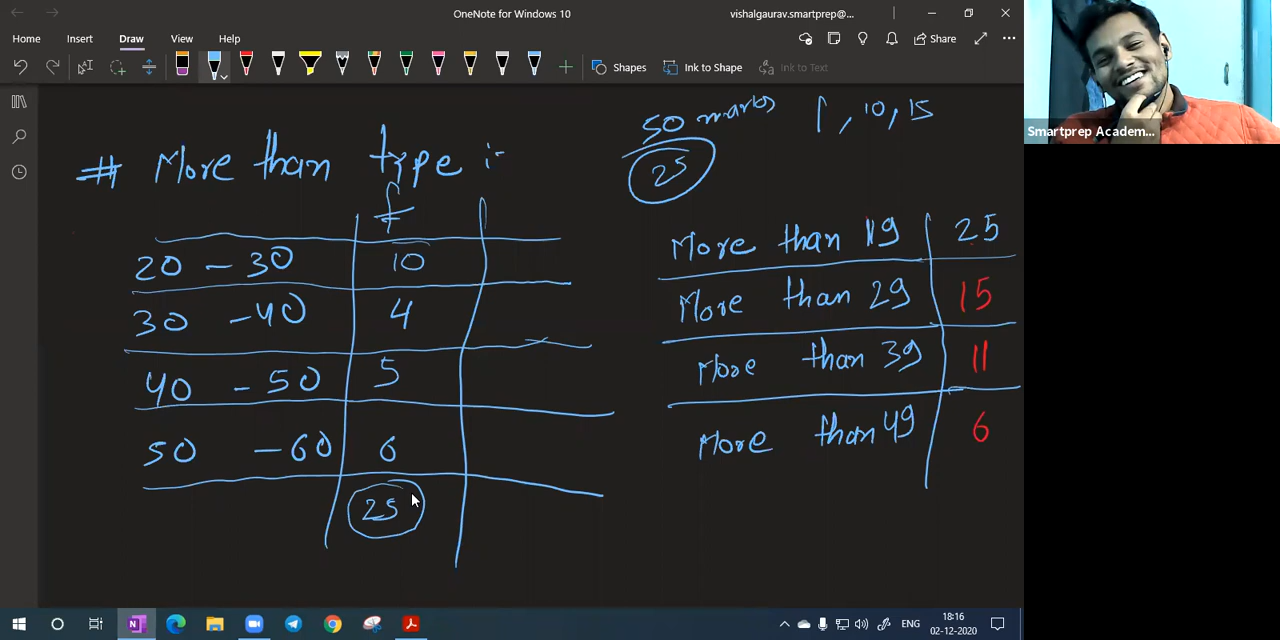 OneNote for Windows 10
vishalgaurav.smartprep@...
Home Insert Draw View Help
Share
Shapes
Ink to Shape
Ink to Text
50 marks
25
1, 10, 15
# More than type :-
f
20 - 30 10
30 - 40 4
40 - 50 5
50 - 60 6
25
More than 19 25
More than 29 15
More than 39 11
More than 49 6
Smartprep Academ...
ENG
18:16
02-12-2020